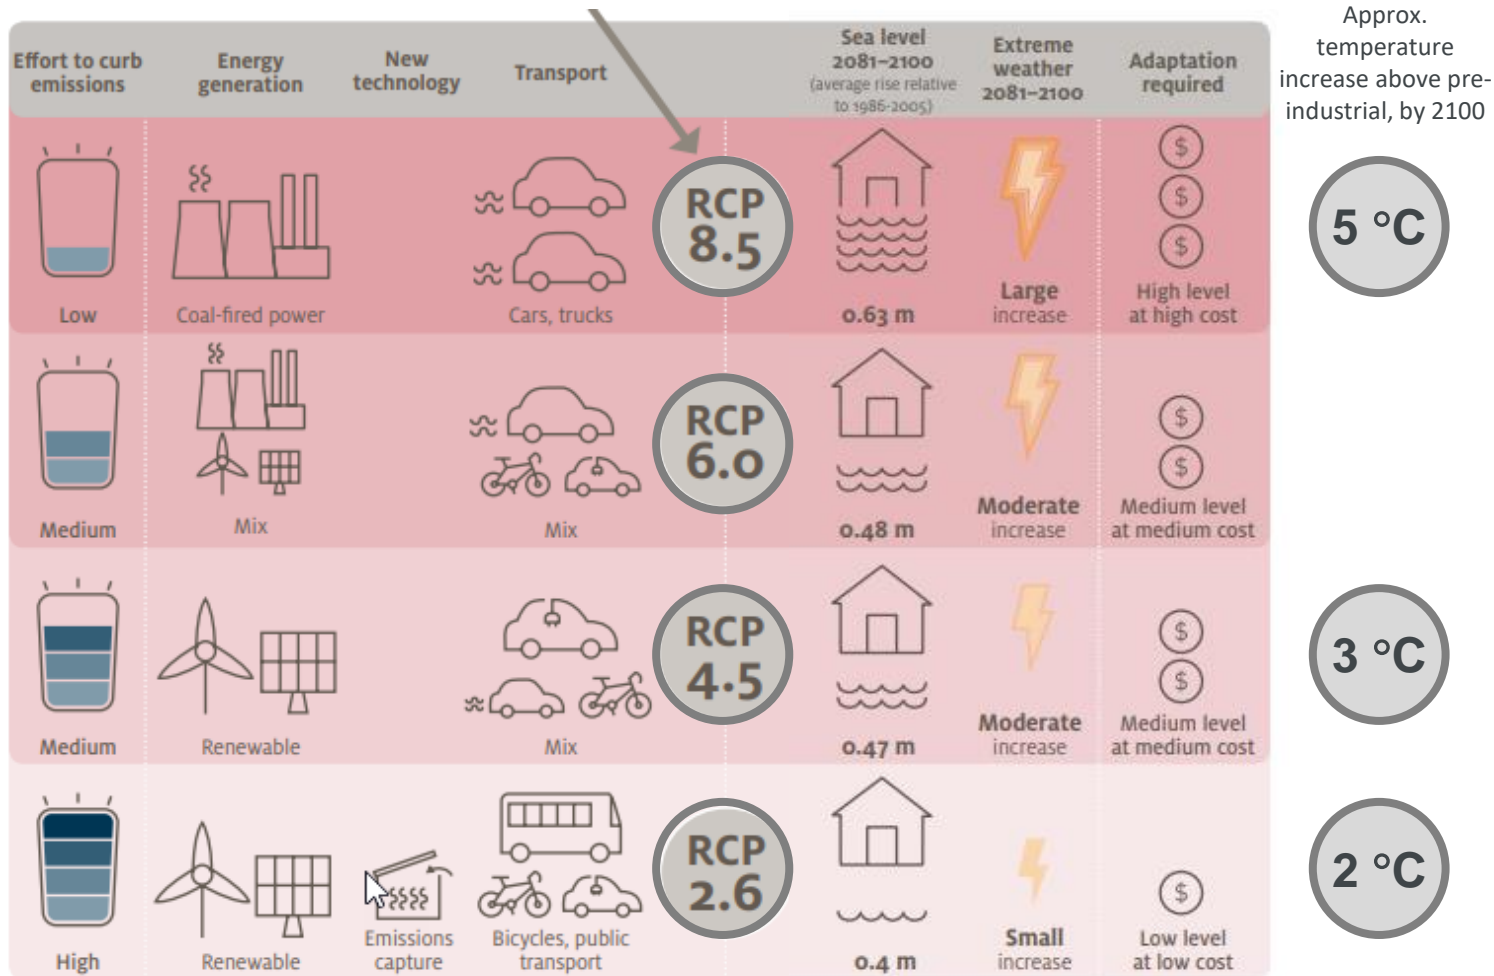 Effort to curb
emissions
Energy
generation
New
technology
Transport
Sea level
2081–2100
(average rise relative
to 1986-2005)
Extreme
weather
2081–2100
Adaptation
required
Approx.
temperature
increase above pre-
industrial, by 2100
Low
Coal-fired power
Cars, trucks
RCP
8.5
0.63 m
Large
increase
$
$
$
High level
at high cost
5 °C
Medium
Mix
Mix
RCP
6.0
0.48 m
Moderate
increase
$
$
Medium level
at medium cost
Medium
Renewable
Mix
RCP
4.5
0.47 m
Moderate
increase
$
$
Medium level
at medium cost
3 °C
High
Renewable
Emissions
capture
Bicycles, public
transport
RCP
2.6
0.4 m
Small
increase
$
Low level
at low cost
2 °C